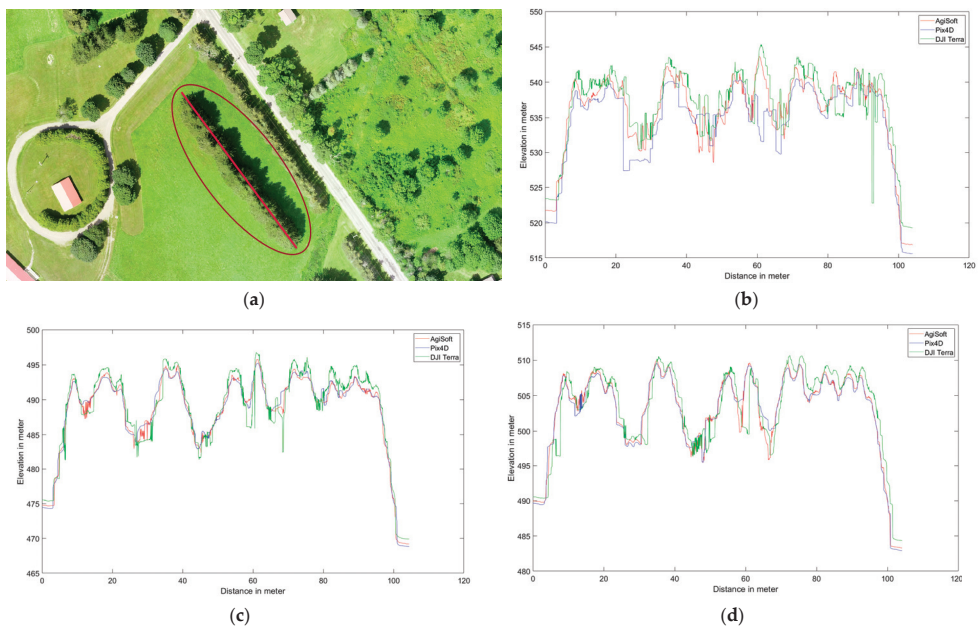 550
545
540
535
530
525
520
515
0
20
40
60
80
100
120
Elevation in meter
Distance in meter
AgiSoft
Pix4D
DJI Terra
(a)
(b)
500
495
490
485
480
475
470
465
0
20
40
60
80
100
120
Elevation in meter
Distance in meter
AgiSoft
Pix4D
DJI Terra
515
510
505
500
495
490
485
480
0
20
40
60
80
100
120
Elevation in meter
Distance in meter
AgiSoft
Pix4D
DJI Terra
(c)
(d)